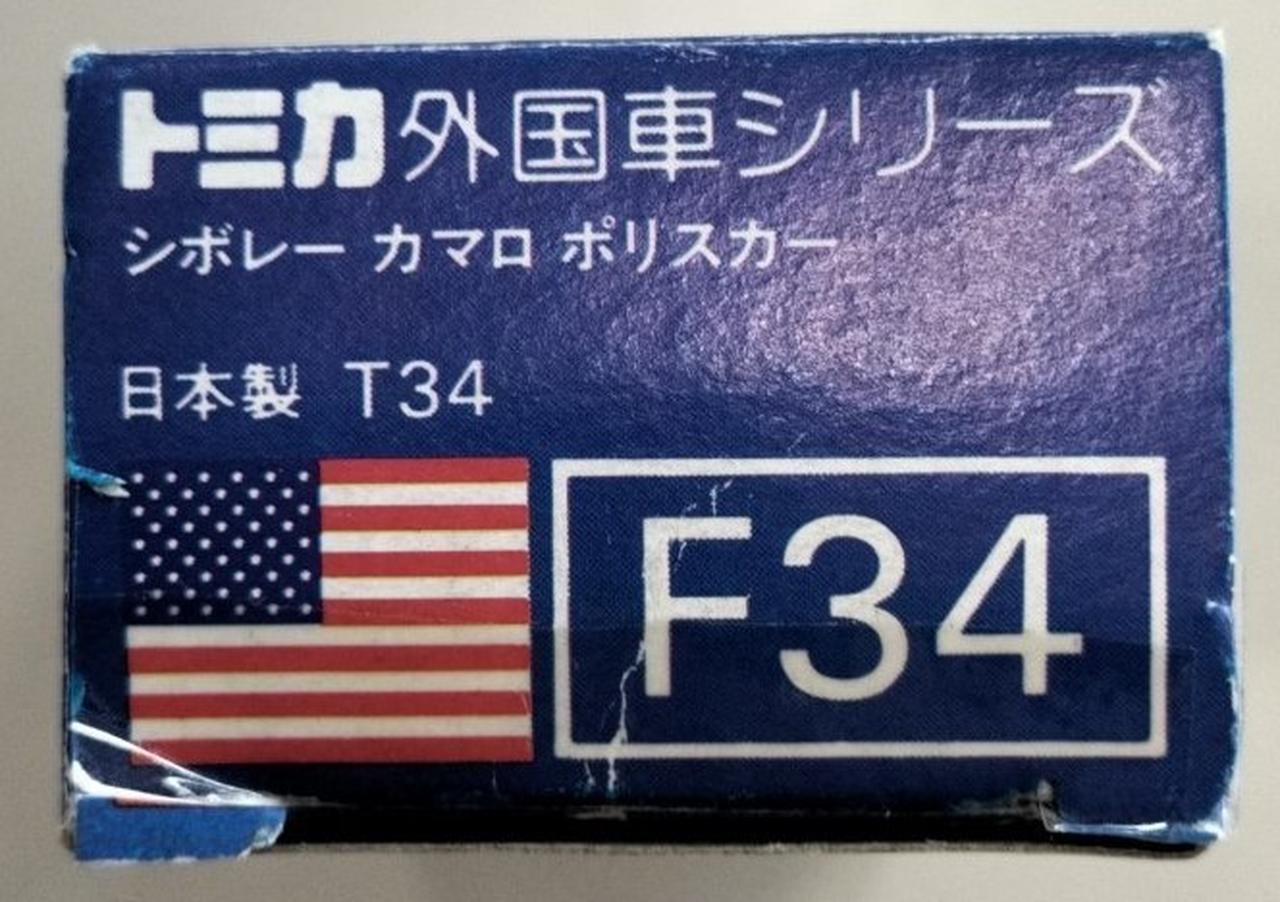 トミカ外国車シリーズ
シボレー カマロ ポリスカー
日本製 T34
F34